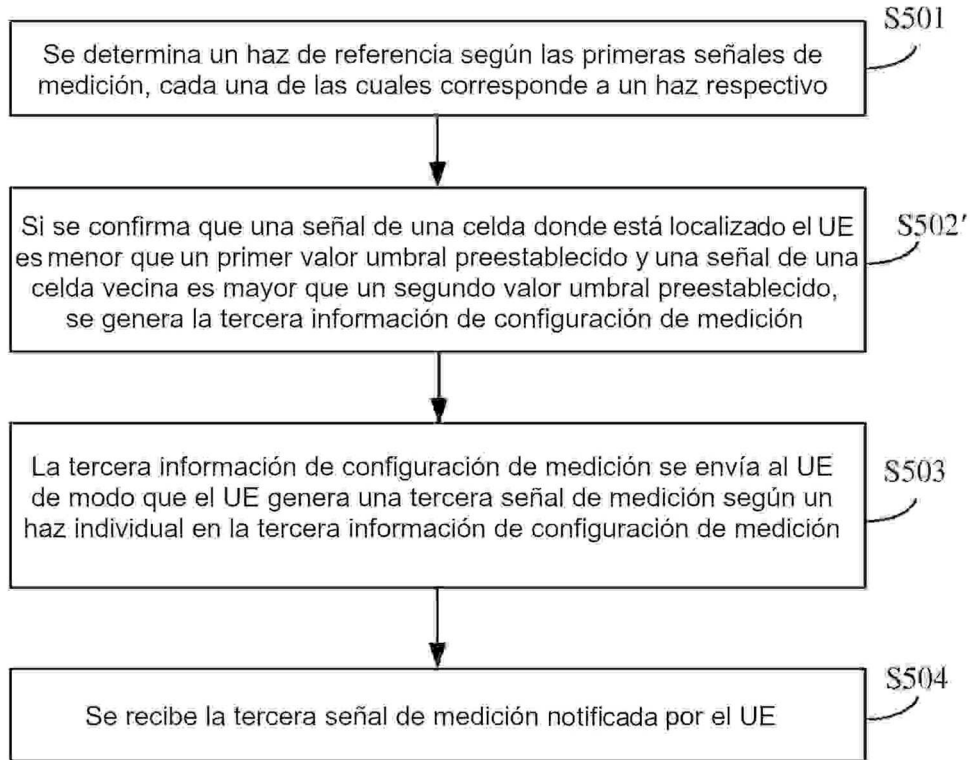 S501
Se determina un haz de referencia según las primeras señales de
medición, cada una de las cuales corresponde a un haz respectivo
S502'
Si se confirma que una señal de una celda donde está localizado el UE
es menor que un primer valor umbral preestablecido y una señal de una
celda vecina es mayor que un segundo valor umbral preestablecido,
se genera la tercera información de configuración de medición
S503
La tercera información de configuración de medición se envía al UE
de modo que el UE genera una tercera señal de medición según un
haz individual en la tercera información de configuración de medición
S504
Se recibe la tercera señal de medición notificada por el UE